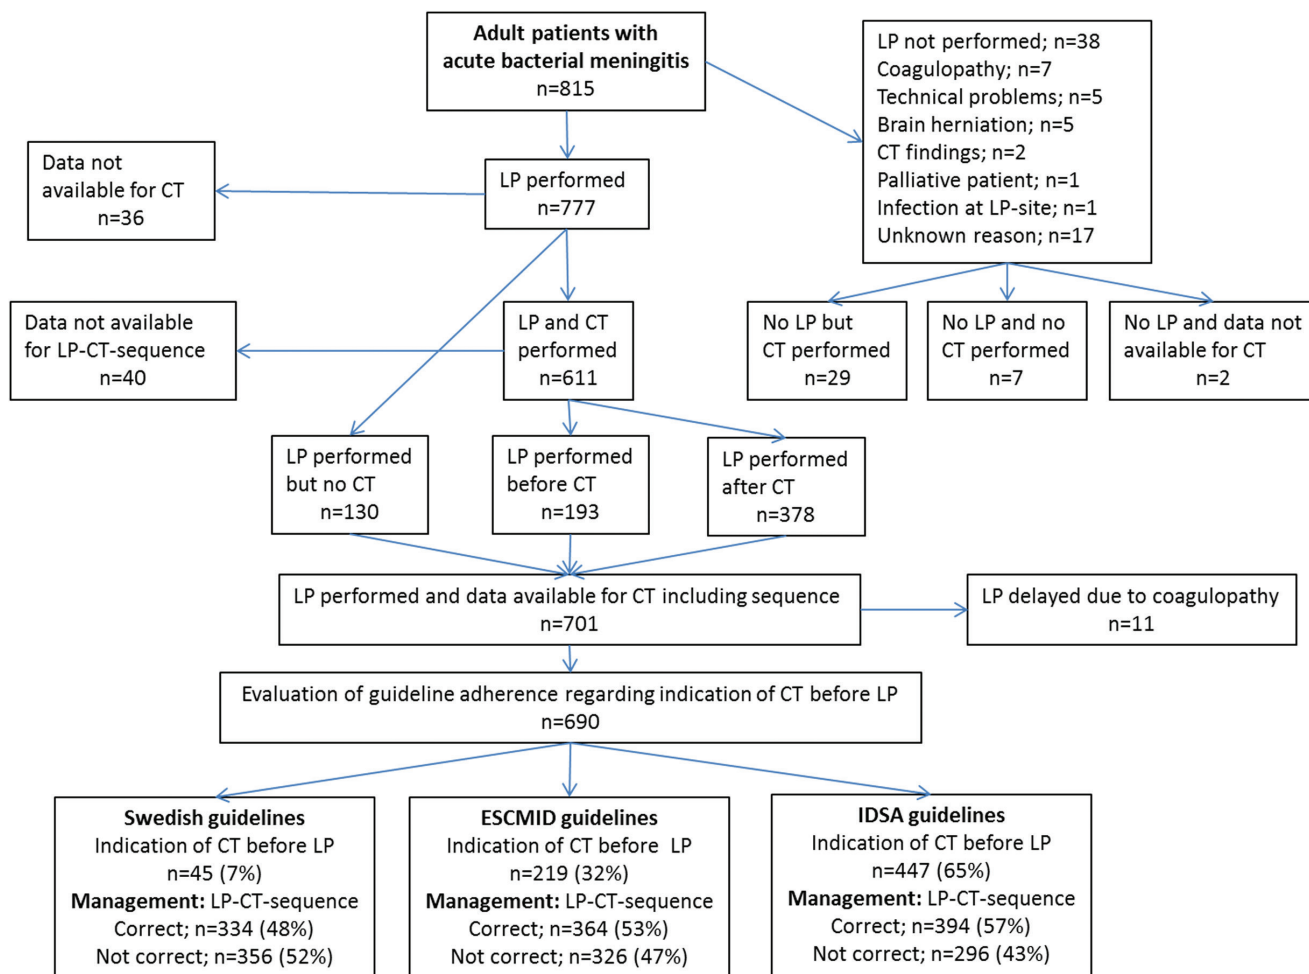 Adult patients with
acute bacterial meningitis
n=815
LP not performed; n=38
Coagulopathy; n=7
Technical problems; n=5
Brain herniation; n=5
CT findings; n=2
Palliative patient; n=1
Infection at LP-site; n=1
Unknown reason; n=17
Data not
available for CT
n=36
LP performed
n=777
Data not available
for LP-CT-sequence
n=40
LP and CT
performed
n=611
No LP but
CT performed
n=29
No LP and no
CT performed
n=7
No LP and data not
available for CT
n=2
LP performed
but no CT
n=130
LP performed
before CT
n=193
LP performed
after CT
n=378
LP performed and data available for CT including sequence
n=701
LP delayed due to coagulopathy
n=11
Evaluation of guideline adherence regarding indication of CT before LP
n=690
Swedish guidelines
Indication of CT before LP
n=45 (7%)
Management: LP-CT-sequence
Correct; n=334 (48%)
Not correct; n=356 (52%)
ESCMID guidelines
Indication of CT before LP
n=219 (32%)
Management: LP-CT-sequence
Correct; n=364 (53%)
Not correct; n=326 (47%)
IDSA guidelines
Indication of CT before LP
n=447 (65%)
Management: LP-CT-sequence
Correct; n=394 (57%)
Not correct; n=296 (43%)